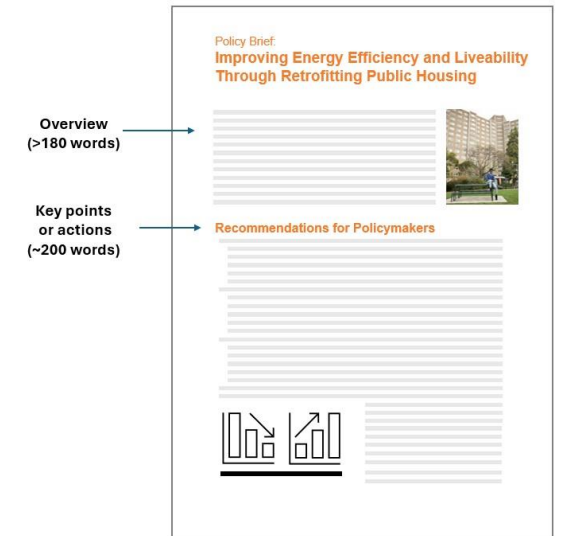 Policy Brief:
Improving Energy Efficiency and Liveability
Through Retrofitting Public Housing
Overview
(>180 words)
Key points
or actions
(~200 words)
Recommendations for Policymakers